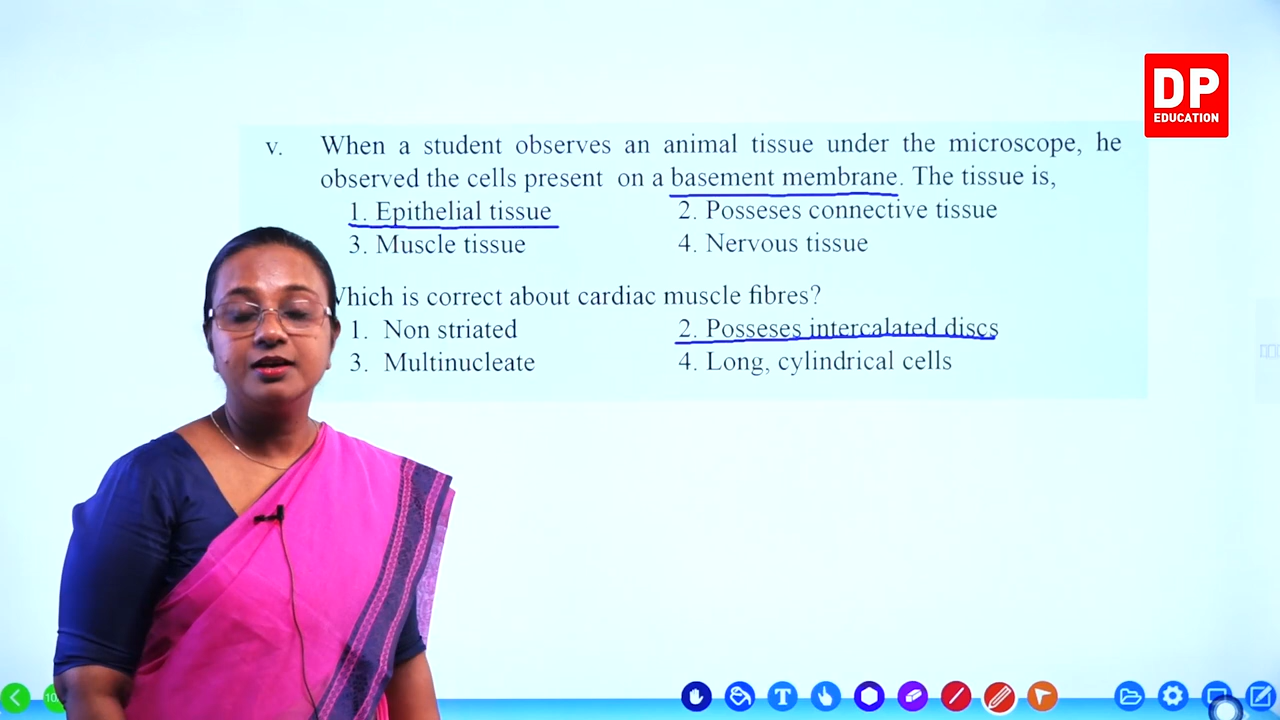 DP
EDUCATION
v. When a student observes an animal tissue under the microscope, he
observed the cells present on a basement membrane. The tissue is,
1. Epithelial tissue 2. Posseses connective tissue
3. Muscle tissue 4. Nervous tissue
Which is correct about cardiac muscle fibres?
1. Non striated 2. Posseses intercalated discs
3. Multinucleate 4. Long, cylindrical cells
10
T